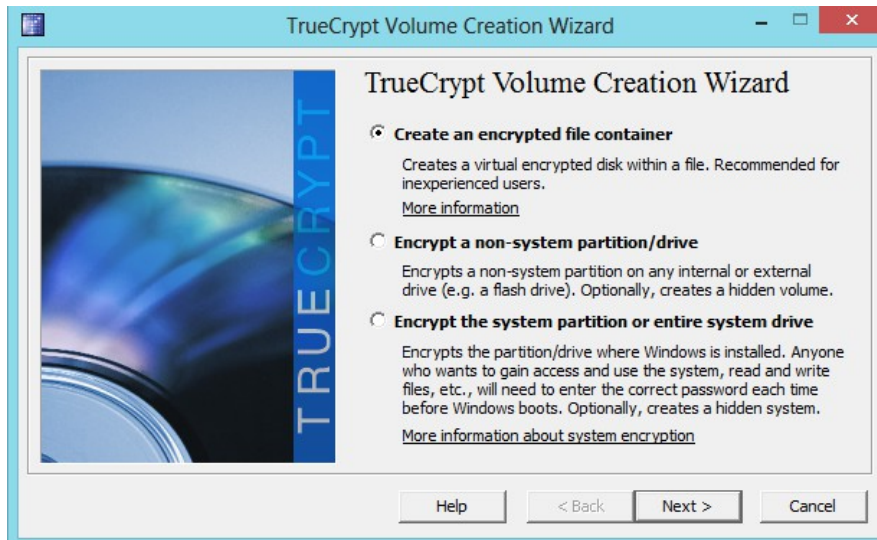 TrueCrypt Volume Creation Wizard
TRUECRYPT
TrueCrypt Volume Creation Wizard
Create an encrypted file container
Creates a virtual encrypted disk within a file. Recommended for
inexperienced users.
More information
Encrypt a non-system partition/drive
Encrypts a non-system partition on any internal or external
drive (e.g. a flash drive). Optionally, creates a hidden volume.
Encrypt the system partition or entire system drive
Encrypts the partition/drive where Windows is installed. Anyone
who wants to gain access and use the system, read and write
files, etc., will need to enter the correct password each time
before Windows boots. Optionally, creates a hidden system.
More information about system encryption
Help
< Back
Next >
Cancel